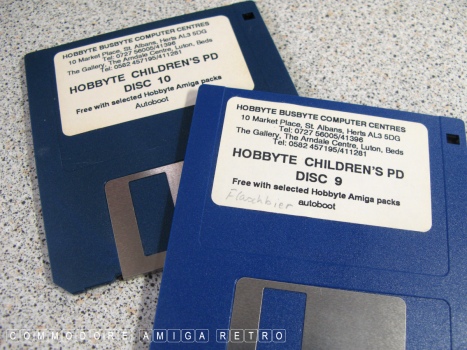 HOBBYTE BUSBYTE COMPUTER CENTRES
10 Market Place, St. Albans, Herts AL3 5DG
Tel: 0727 56005/41396
The Gallery, The Arndale Centre, Luton, Beds
Tel: 0582 457195/411281
HOBBYTE CHILDREN'S PD
DISC 10
Free with selected Hobbyte Amiga packs
Autoboot
HOBBYTE BUSBYTE COMPUTER CENTRES
10 Market Place, St. Albans, Herts AL3 5DG
Tel: 0727 56005/41396
The Gallery, The Arndale Centre, Luton, Beds
Tel: 0582 457195/411281
HOBBYTE CHILDREN'S PD
DISC 9
Free with selected Hobbyte Amiga packs
autoboot
COMMODORE AMIGA RETRO